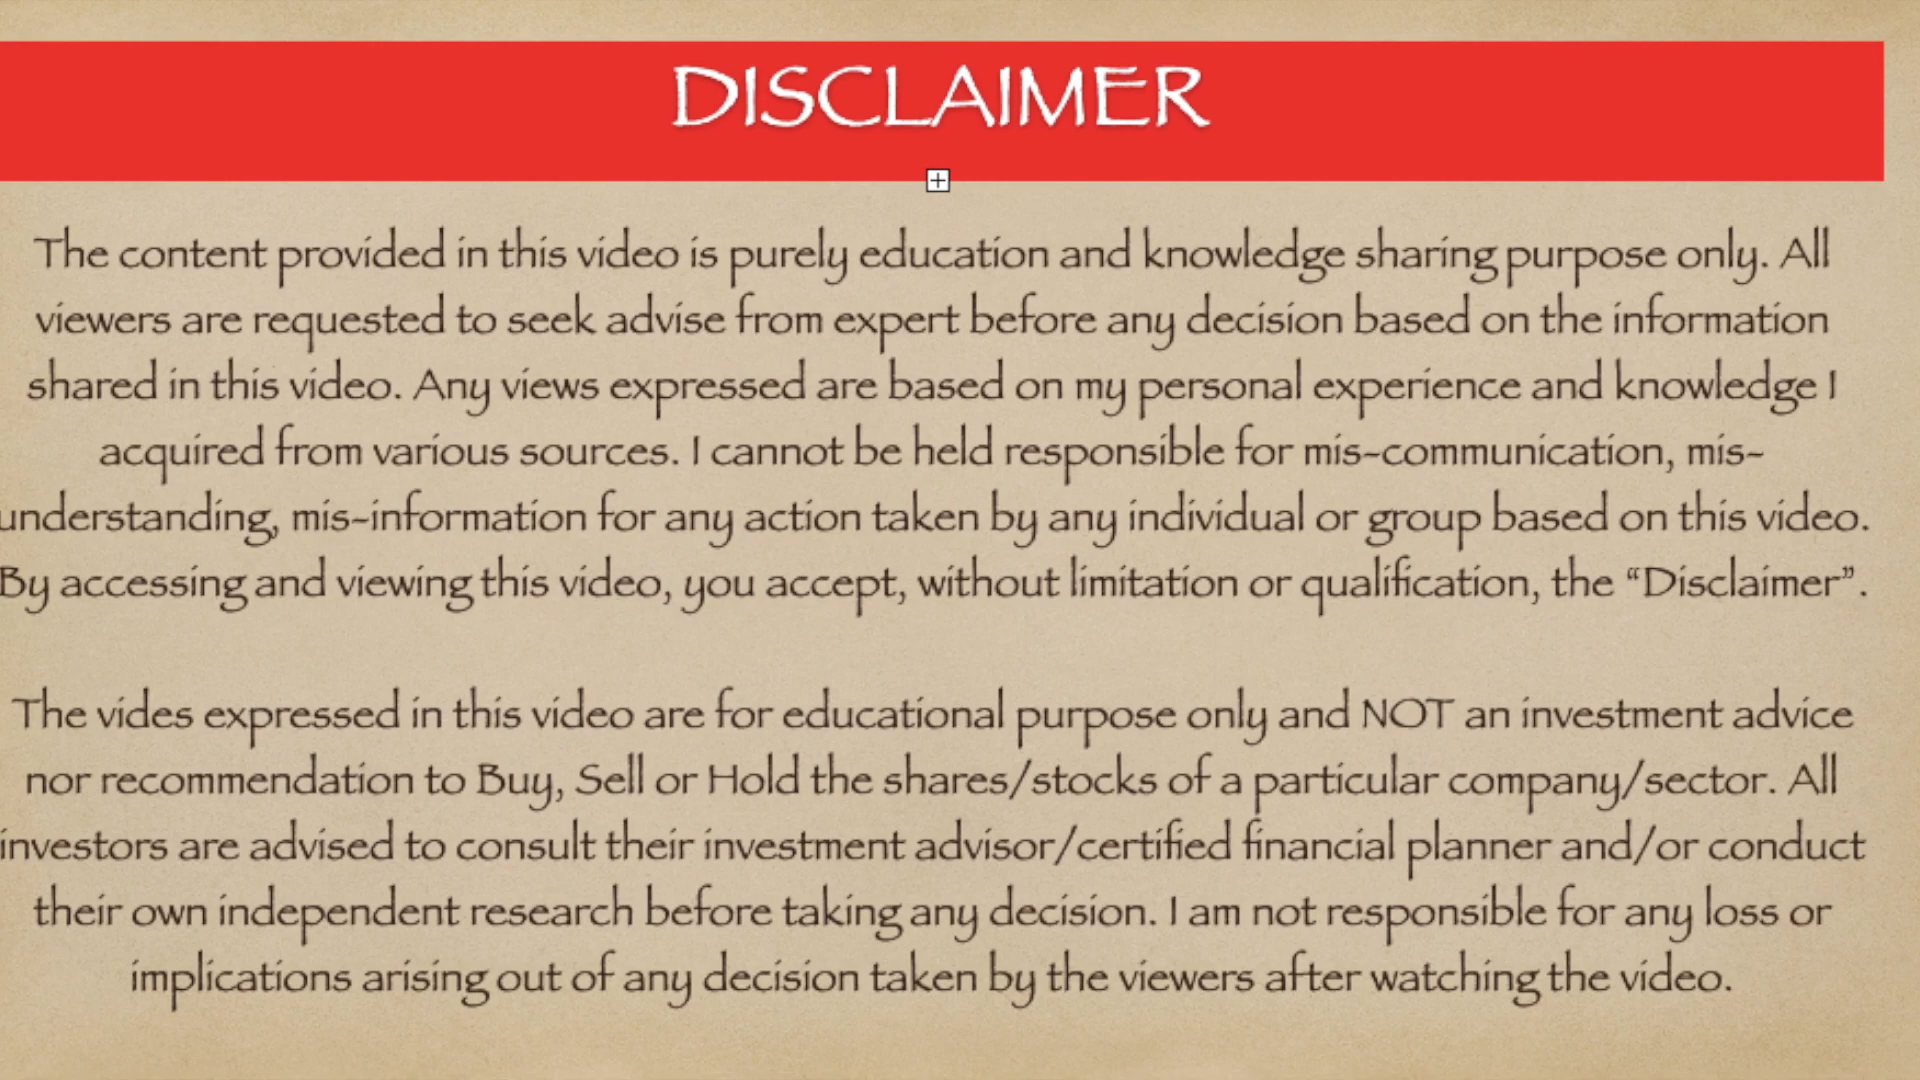 DISCLAIMER
The content provided in this video is purely education and knowledge sharing purpose only. All
viewers are requested to seek advise from expert before any decision based on the information
shared in this video. Any views expressed are based on my personal experience and knowledge I
acquired from various sources. I cannot be held responsible for mis-communication, mis-
understanding, mis-information for any action taken by any individual or group based on this video.
By accessing and viewing this video, you accept, without limitation or qualification, the “Disclaimer”.
The vides expressed in this video are for educational purpose only and NOT an investment advice
nor recommendation to Buy, Sell or Hold the shares/stocks of a particular company/sector. All
investors are advised to consult their investment advisor/certified financial planner and/or conduct
their own independent research before taking any decision. I am not responsible for any loss or
implications arising out of any decision taken by the viewers after watching the video.